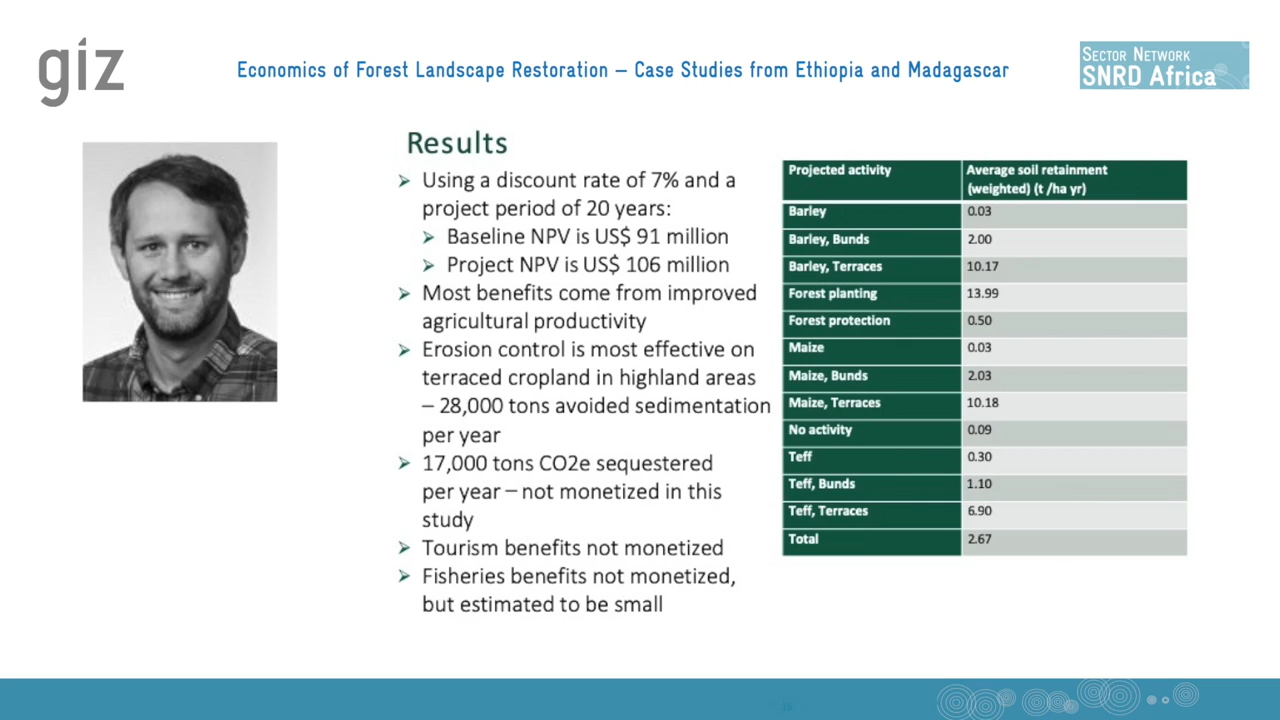 giz
Economics of Forest Landscape Restoration – Case Studies from Ethiopia and Madagascar
SECTOR NETWORK
SNRD Africa
Results
➢ Using a discount rate of 7% and a
project period of 20 years:
➢ Baseline NPV is US$ 91 million
➢ Project NPV is US$ 106 million
➢ Most benefits come from improved
agricultural productivity
➢ Erosion control is most effective on
terraced cropland in highland areas
– 28,000 tons avoided sedimentation
per year
➢ 17,000 tons CO2e sequestered
per year – not monetized in this
study
➢ Tourism benefits not monetized
➢ Fisheries benefits not monetized,
but estimated to be small
Projected activity Average soil retainment
(weighted) (t /ha yr)
Barley 0.03
Barley, Bunds 2.00
Barley, Terraces 10.17
Forest planting 13.99
Forest protection 0.50
Maize 0.03
Maize, Bunds 2.03
Maize, Terraces 10.18
No activity 0.09
Teff 0.30
Teff, Bunds 1.10
Teff, Terraces 6.90
Total 2.67